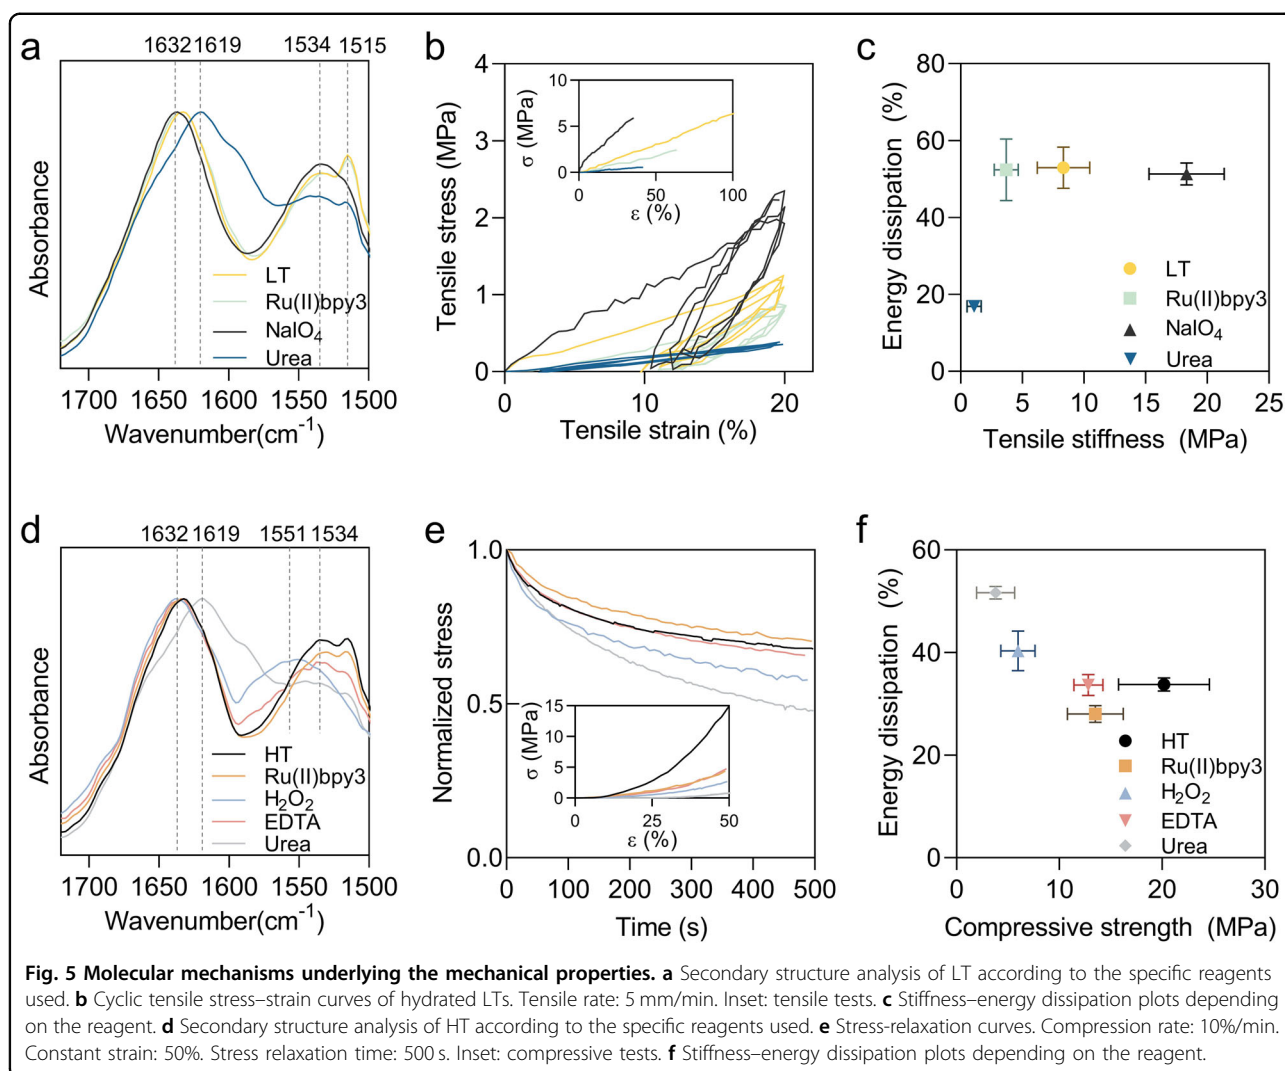 a
1632 1619 1534 1515
Absorbance
LT
Ru(II)bpy3
NaIO₄
Urea
1700 1650 1600 1550 1500
Wavenumber(cm⁻¹)
b
Tensile stress (MPa)
4
3
2
1
0
σ (MPa)
10
5
0
0 50 100
ε (%)
0 10 20
Tensile strain (%)
c
Energy dissipation (%)
80
60
40
20
0
LT
Ru(II)bpy3
NaIO₄
Urea
0 5 10 15 20 25
Tensile stiffness (MPa)
d
1632 1619 1551 1534
Absorbance
HT
Ru(II)bpy3
H₂O₂
EDTA
Urea
1700 1650 1600 1550 1500
Wavenumber(cm⁻¹)
e
Normalized stress
1.0
0.5
0.0
σ (MPa)
15
10
5
0
0 25 50
ε (%)
0 100 200 300 400 500
Time (s)
f
Energy dissipation (%)
60
40
20
0
HT
Ru(II)bpy3
H₂O₂
EDTA
Urea
0 10 20 30
Compressive strength (MPa)
Fig. 5 Molecular mechanisms underlying the mechanical properties. a Secondary structure analysis of LT according to the specific reagents
used. b Cyclic tensile stress–strain curves of hydrated LTs. Tensile rate: 5 mm/min. Inset: tensile tests. c Stiffness–energy dissipation plots depending
on the reagent. d Secondary structure analysis of HT according to the specific reagents used. e Stress-relaxation curves. Compression rate: 10%/min.
Constant strain: 50%. Stress relaxation time: 500 s. Inset: compressive tests. f Stiffness–energy dissipation plots depending on the reagent.